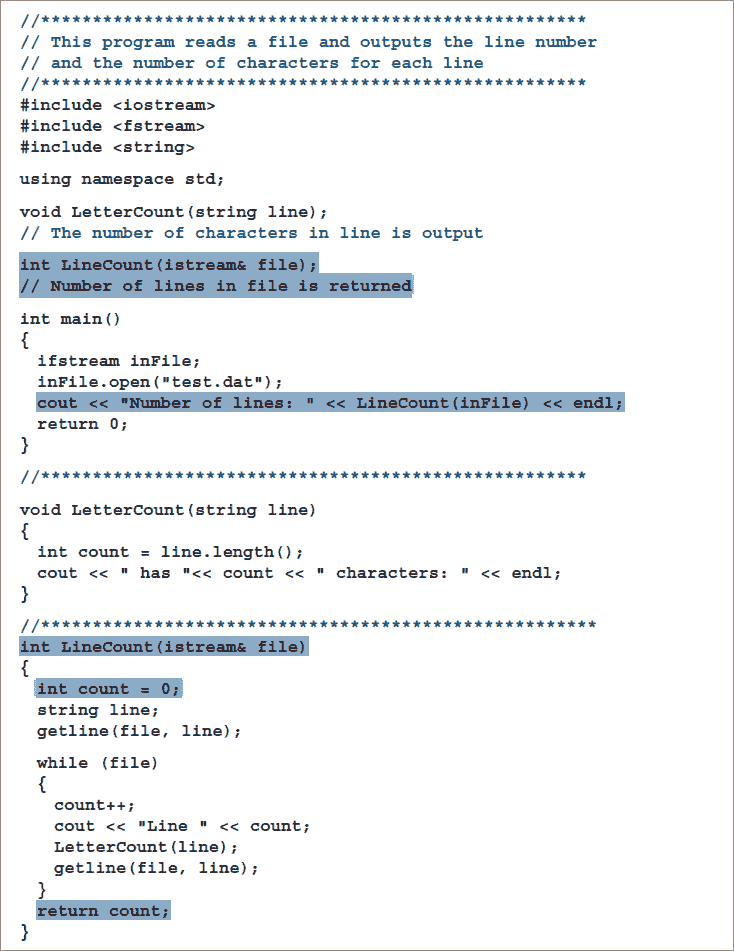 //*****************************************************
// This program reads a file and outputs the line number
// and the number of characters for each line
//*****************************************************
#include <iostream>
#include <fstream>
#include <string>
using namespace std;
void LetterCount(string line);
// The number of characters in line is output
int LineCount(istream& file);
// Number of lines in file is returned
int main()
{
  ifstream inFile;
  inFile.open("test.dat");
  cout << "Number of lines: " << LineCount(inFile) << endl;
  return 0;
}
//*****************************************************
void LetterCount(string line)
{
  int count = line.length();
  cout << " has "<< count << " characters: " << endl;
}
//******************************************************
int LineCount(istream& file)
{
  int count = 0;
  string line;
  getline(file, line);
  while (file)
  {
    count++;
    cout << "Line " << count;
    LetterCount(line);
    getline(file, line);
  }
  return count;
}